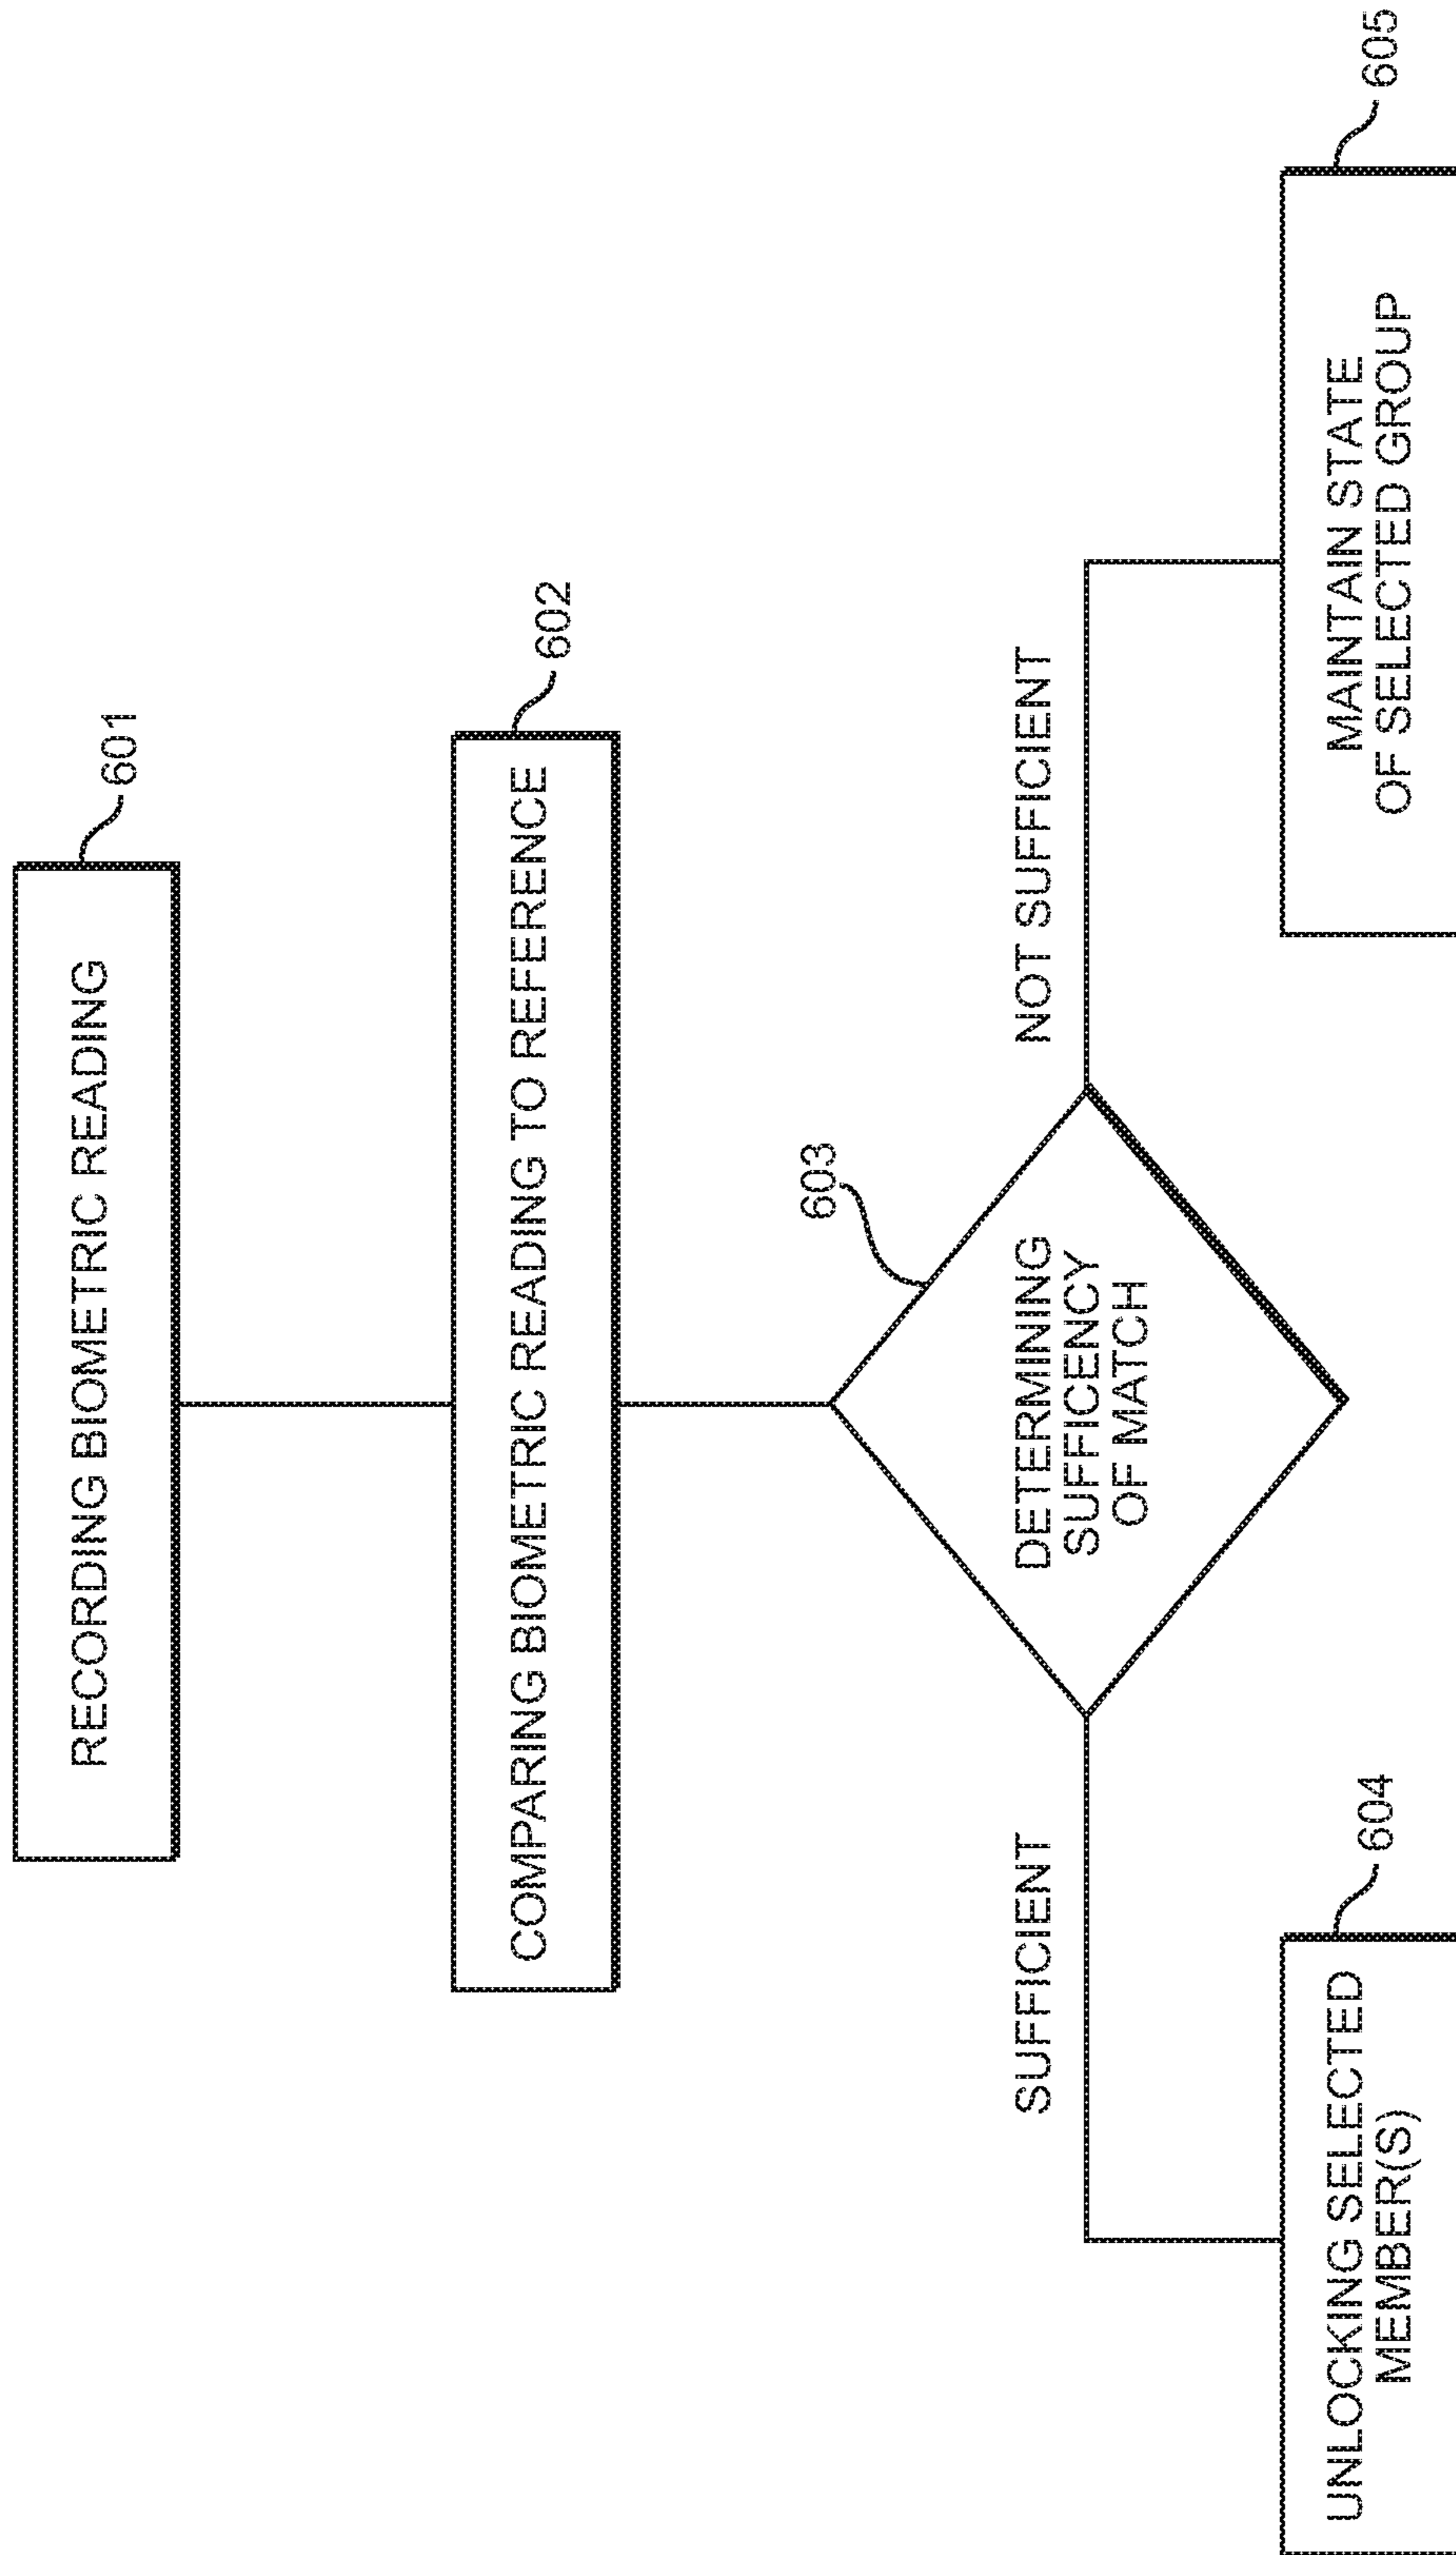 RECORDING BIOMETRIC READING
601
COMPARING BIOMETRIC READING TO REFERENCE
602
603
DETERMINING
SUFFICENCY
OF MATCH
SUFFICIENT
NOT SUFFICIENT
UNLOCKING SELECTED
MEMBER(S)
604
MAINTAIN STATE
OF SELECTED GROUP
605